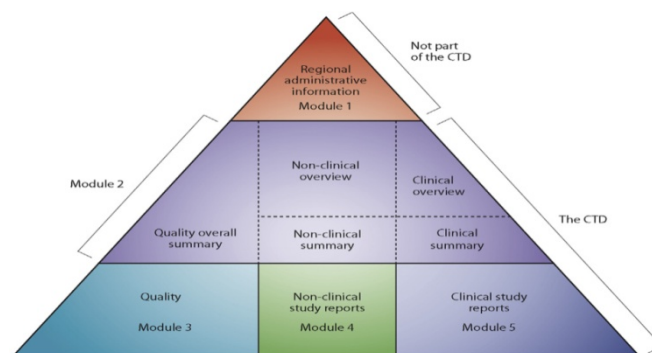 Not part
of the CTD
Regional
administrative
information
Module 1
Module 2
Non-clinical
overview
Clinical
overview
The CTD
Quality overall
summary
Non-clinical
summary
Clinical
summary
Quality
Module 3
Non-clinical
study reports
Module 4
Clinical study
reports
Module 5